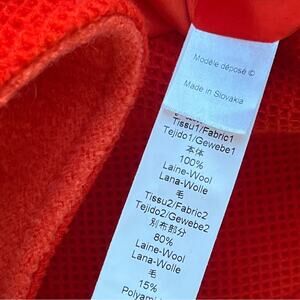 Modèle déposé ©
Made in Slovakia
Tissu1/Fabric1
Tejido1/Gewebe1
本体
100%
Laine-Wool
Lana-Wolle
毛
Tissu2/Fabric2
Tejido2/Gewebe2
別布部分
80%
Laine-Wool
Lana-Wolle
毛
15%